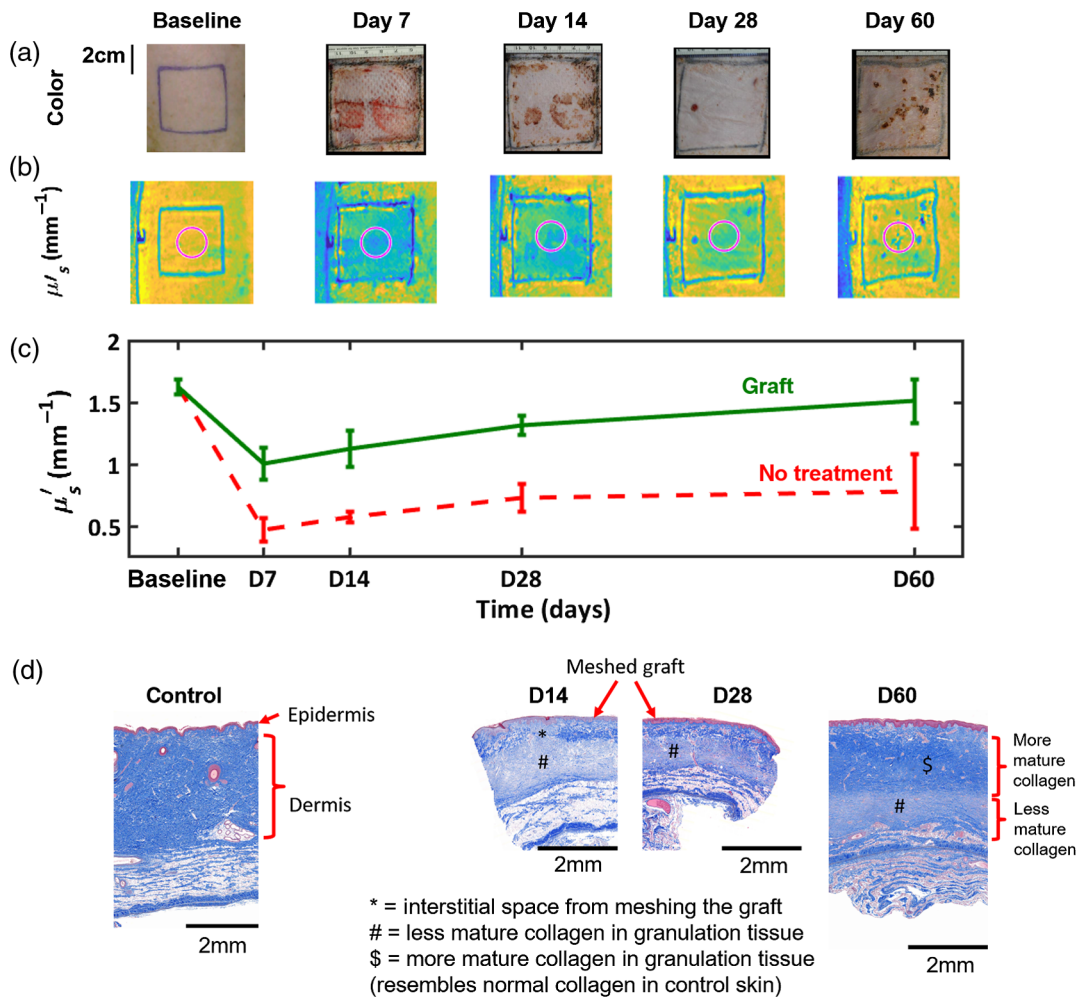 Baseline Day 7 Day 14 Day 28 Day 60
(a)
2cm
Color
(b)
μ′s (mm−1)
(c)
2
1.5
1
0.5
μ′s (mm−1)
Graft
No treatment
Baseline D7 D14 D28 D60
Time (days)
(d)
Meshed graft
Control D14 D28 D60
Epidermis
Dermis
*
#
#
$
#
More
mature
collagen
Less
mature
collagen
2mm
2mm
2mm
2mm
* = interstitial space from meshing the graft
# = less mature collagen in granulation tissue
$ = more mature collagen in granulation tissue
(resembles normal collagen in control skin)